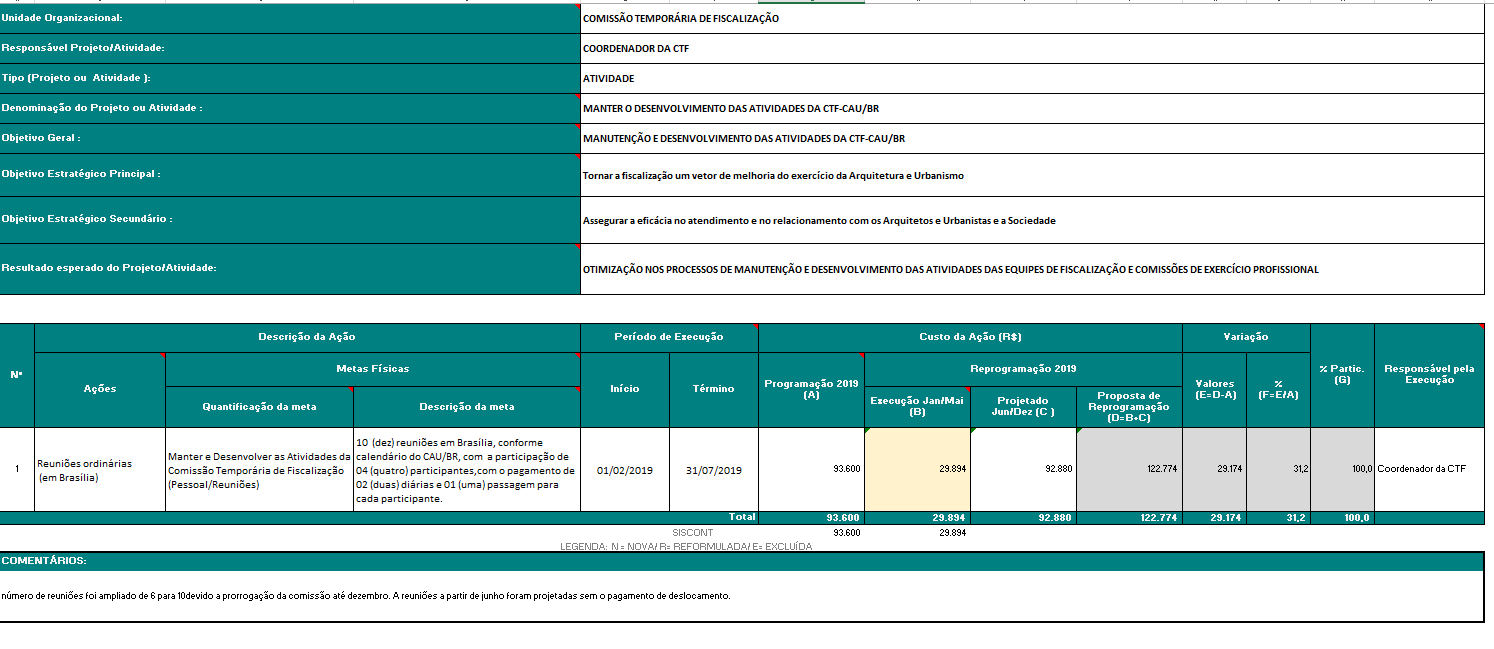 Unidade Organizacional: COMISSÃO TEMPORÁRIA DE FISCALIZAÇÃO
Responsável Projeto/Atividade: COORDENADOR DA CTF
Tipo (Projeto ou Atividade ): ATIVIDADE
Denominação do Projeto ou Atividade : MANTER O DESENVOLVIMENTO DAS ATIVIDADES DA CTF-CAU/BR
Objetivo Geral : MANUTENÇÃO E DESENVOLVIMENTO DAS ATIVIDADES DA CTF-CAU/BR
Objetivo Estratégico Principal : Tornar a fiscalização um vetor de melhoria do exercício da Arquitetura e Urbanismo
Objetivo Estratégico Secundário : Assegurar a eficácia no atendimento e no relacionamento com os Arquitetos e Urbanistas e a Sociedade
Resultado esperado do Projeto/Atividade: OTIMIZAÇÃO NOS PROCESSOS DE MANUTENÇÃO E DESENVOLVIMENTO DAS ATIVIDADES DAS EQUIPES DE FISCALIZAÇÃO E COMISSÕES DE EXERCÍCIO PROFISSIONAL
Nº
Descrição da Ação
Período de Execução
Custo da Ação (R$)
Variação
% Partic.
(G)
Responsável pela
Execução
Ações
Metas Físicas
Quantificação da meta
Descrição da meta
Início
Término
Programação 2019
(A)
Reprogramação 2019
Execução Jan/Mai
(B)
Projetado
Jun/Dez (C )
Proposta de
Reprogramação
(D=B+C)
Valores
(E=D-A)
%
(F=E/A)
1
Reuniões ordinárias
(em Brasília)
Manter e Desenvolver as Atividades da
Comissão Temporária de Fiscalização
(Pessoal/Reuniões)
10 (dez) reuniões em Brasília, conforme
calendário do CAU/BR, com a participação de
04 (quatro) participantes,com o pagamento de
02 (duas) diárias e 01 (uma) passagem para
cada participante.
01/02/2019
31/07/2019
93.600
29.894
92.880
122.774
29.174
31,2
100,0
Coordenador da CTF
Total 93.600 29.894 92.880 122.774 29.174 31,2 100,0
SISCONT 93.600 29.894
LEGENDA: N = NOVA/ R= REFORMULADA/ E= EXCLUÍDA
COMENTÁRIOS:
número de reuniões foi ampliado de 6 para 10devido a prorrogação da comissão até dezembro. A reuniões a partir de junho foram projetadas sem o pagamento de deslocamento.